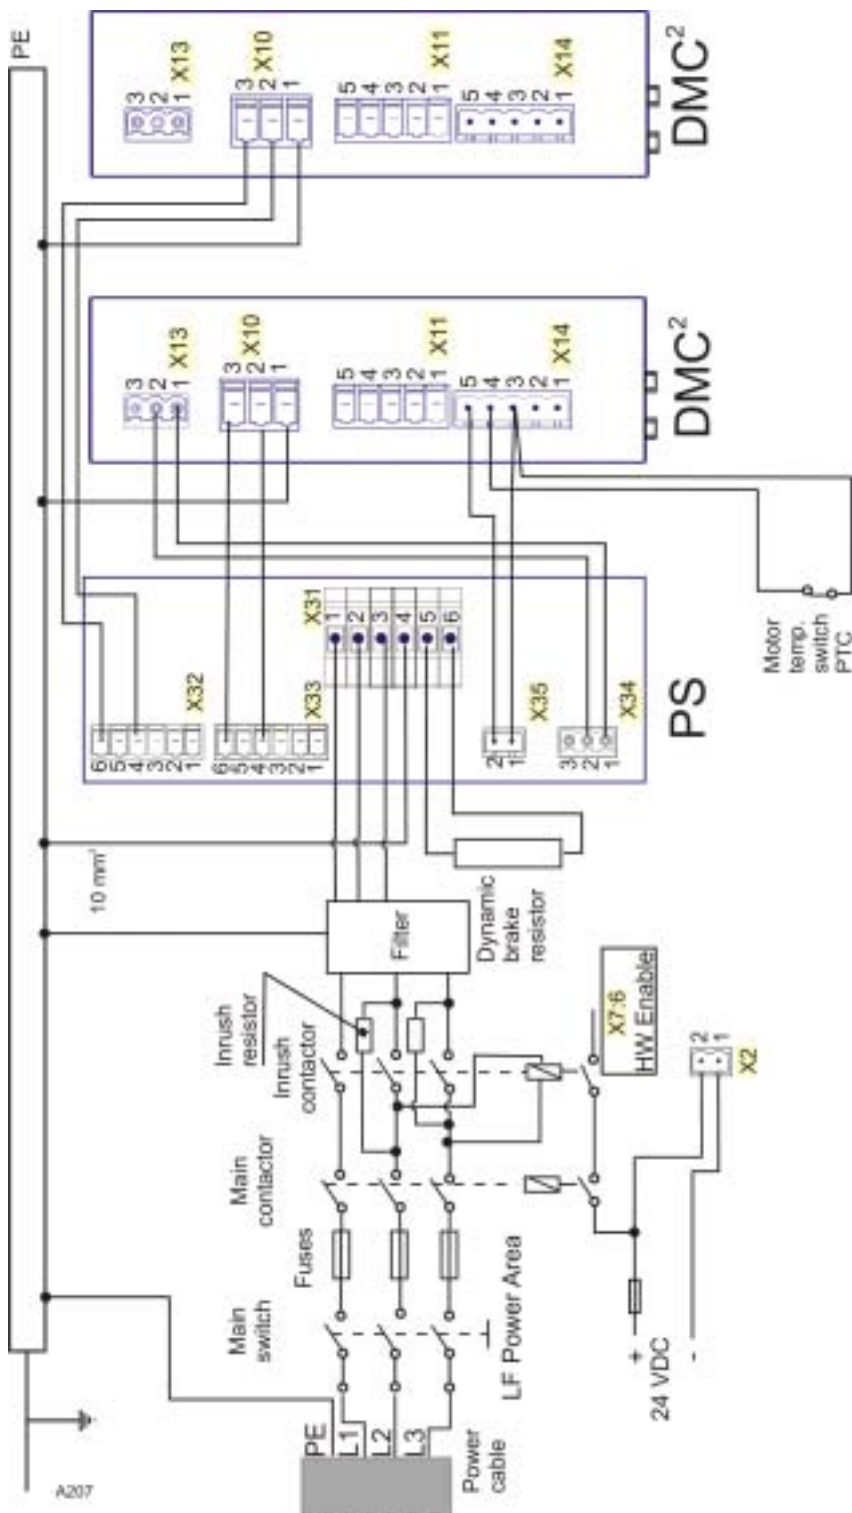 PE
X13
3
2
1
X10
3
2
1
X11
5
4
3
2
1
X14
5
4
3
2
1
DMC²
X13
3
2
1
X10
3
2
1
X11
5
4
3
2
1
X14
5
4
3
2
1
DMC²
X31
1
2
3
4
5
6
X32
6
5
4
3
2
1
X33
6
5
4
3
2
1
X35
2
1
X34
3
2
1
PS
Motor
temp.
switch
PTC
10 mm²
Filter
Dynamic
brake
resistor
Inrush
resistor
Inrush
contactor
X7:6
HW Enable
2
1
X2
Main
contactor
Fuses
Main
switch
LF Power Area
+
24 VDC
-
PE
L1
L2
L3
Power
cable
A207